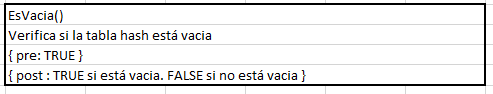 EsVacia()
Verifica si la tabla hash está vacia
{ pre: TRUE }
{ post : TRUE si está vacia. FALSE si no está vacia }